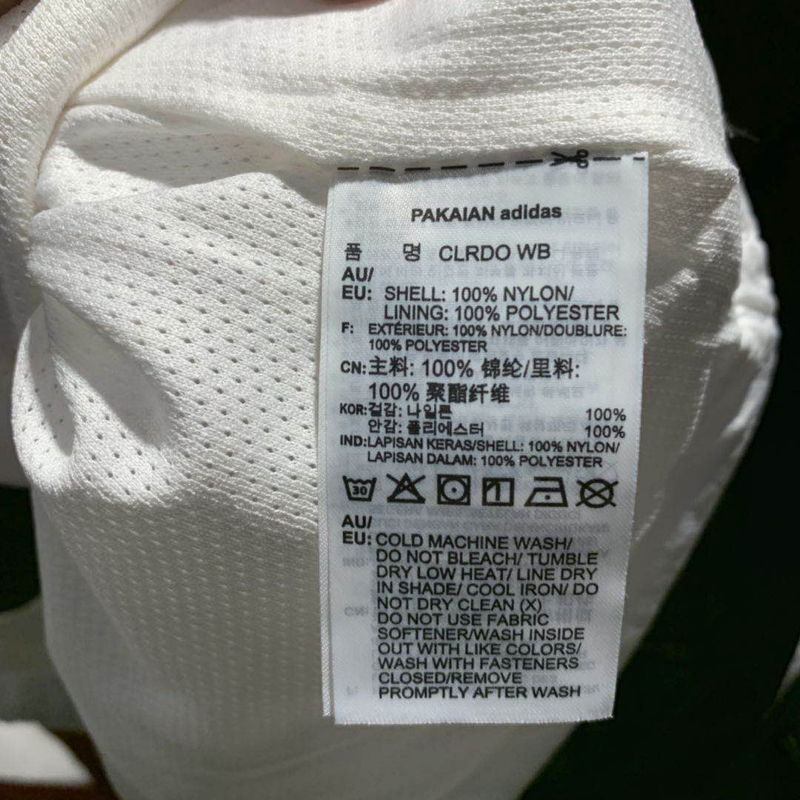 PAKAIAN adidas
품 명 CLRDO WB
AU/
EU: SHELL: 100% NYLON/
LINING: 100% POLYESTER
F: EXTÉRIEUR: 100% NYLON/DOUBLURE:
100% POLYESTER
CN:主料: 100% 锦纶/里料:
100% 聚酯纤维
KOR:겉감: 나일론 100%
안감: 폴리에스터 100%
IND:LAPISAN KERAS/SHELL: 100% NYLON/
LAPISAN DALAM: 100% POLYESTER
30
AU/
EU: COLD MACHINE WASH/
DO NOT BLEACH/ TUMBLE
DRY LOW HEAT/ LINE DRY
IN SHADE/ COOL IRON/ DO
NOT DRY CLEAN (X)
DO NOT USE FABRIC
SOFTENER/WASH INSIDE
OUT WITH LIKE COLORS/
WASH WITH FASTENERS
CLOSED/REMOVE
PROMPTLY AFTER WASH